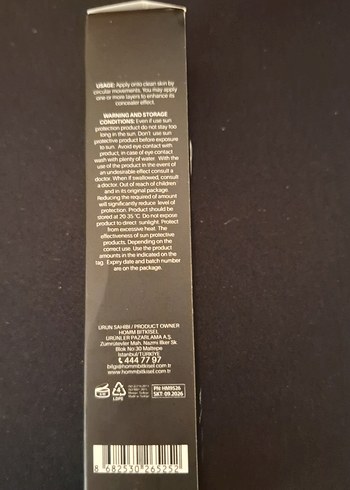 USAGE: Apply onto clean skin by
circular movements. You may apply
one or more layers to enhance its
concealer effect.
WARNING AND STORAGE
CONDITIONS: Even if use sun
protection product do not stay too
long in the sun. Don't use sun
protective product before exposure
to sun. Avoid eye contact with
product, in case of eye contact
wash with plenty of water. With the
use of the product in the event of
an undesirable effect consult a
doctor. When if swallowed, consult
a doctor. Out of reach of children
and in its original package.
Reducing the required of amount
will significantly reduce level of
protection. Product should be
stored at 20-35 °C. Do not expose
product to direct sunlight. Protect
from excessive heat. The
effectiveness of sun protective
products. Depending on the
correct use. Use the product
amounts in the indicated on the
tag. Expiry date and batch number
are on the package.
ÜRÜN SAHİBİ / PRODUCT OWNER
HOMM BİTKİSEL
ÜRÜNLER PAZARLAMA A.S.
Zümrütevler Mah. Nazmi İlker Sk.
Blok No:30 Maltepe
İstanbul/TÜRKİYE
444 77 97
bilgi@hommbitkisel.com.tr
www.hommbitkisel.com.tr
4
LDPE
PN: HM9526
SKT: 09.2026
8 682530 265252